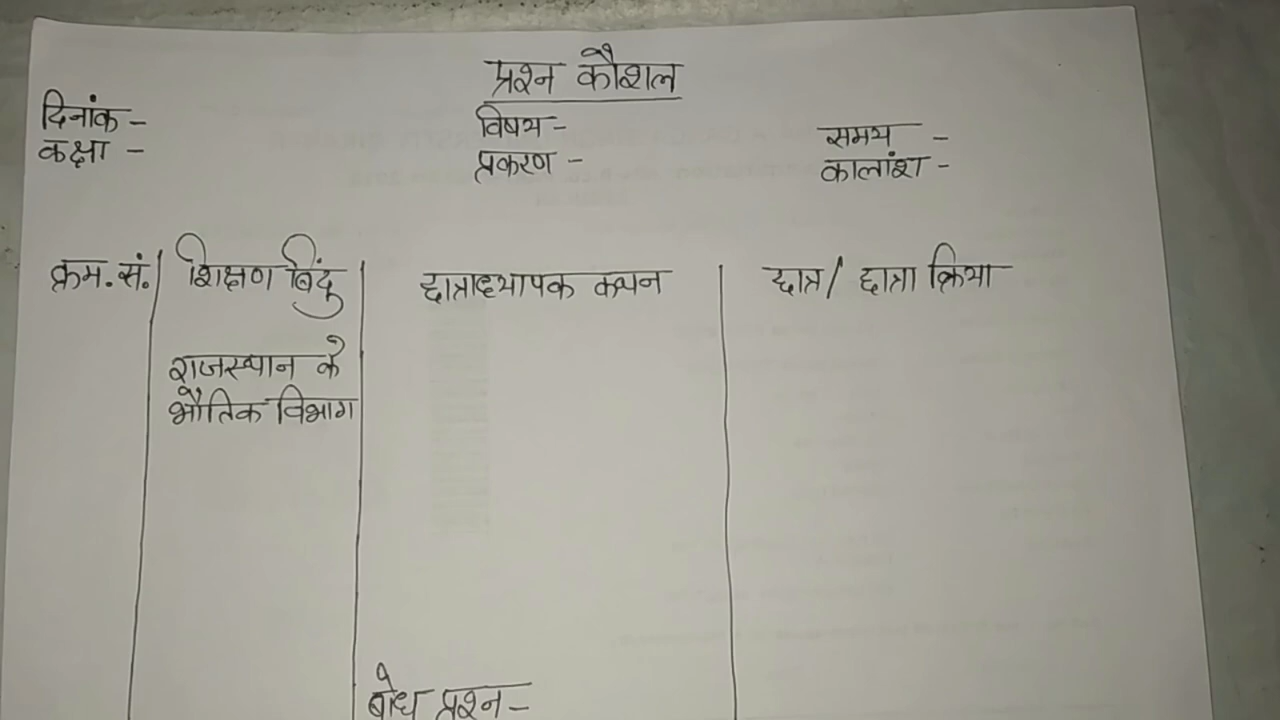 प्रश्न कौशल
दिनांक - विषय - समय -
कक्षा - प्रकरण - कालांश -
क्रम.सं. शिक्षण बिंदु छात्राध्यापक कथन छात्र/ छात्रा क्रिया
राजस्थान के
भौतिक विभाग
बोध प्रश्न -